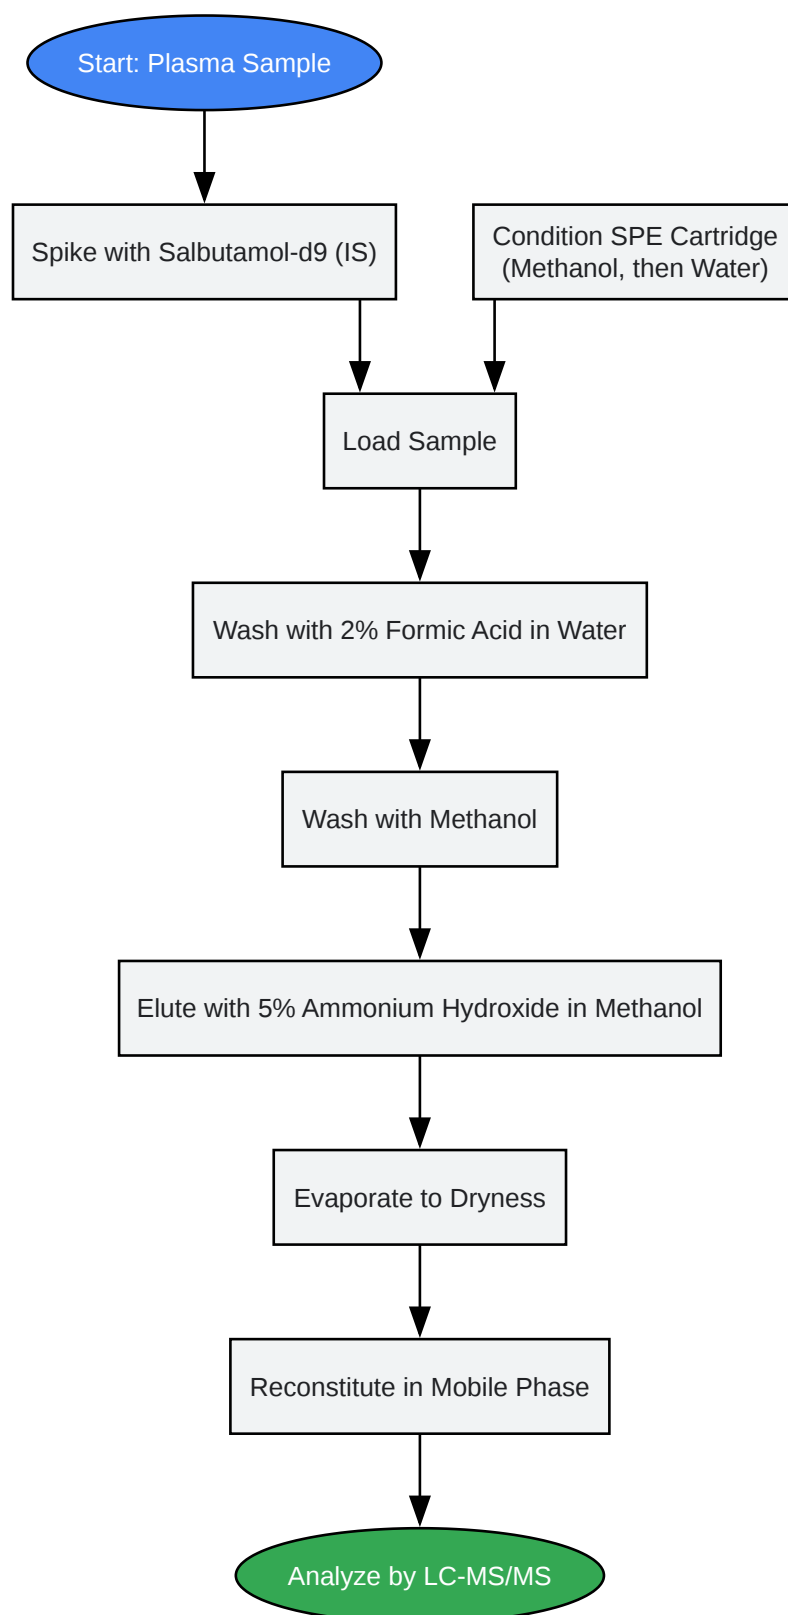 Start: Plasma Sample
Spike with Salbutamol-d9 (IS)
Condition SPE Cartridge
(Methanol, then Water)
Load Sample
Wash with 2% Formic Acid in Water
Wash with Methanol
Elute with 5% Ammonium Hydroxide in Methanol
Evaporate to Dryness
Reconstitute in Mobile Phase
Analyze by LC-MS/MS